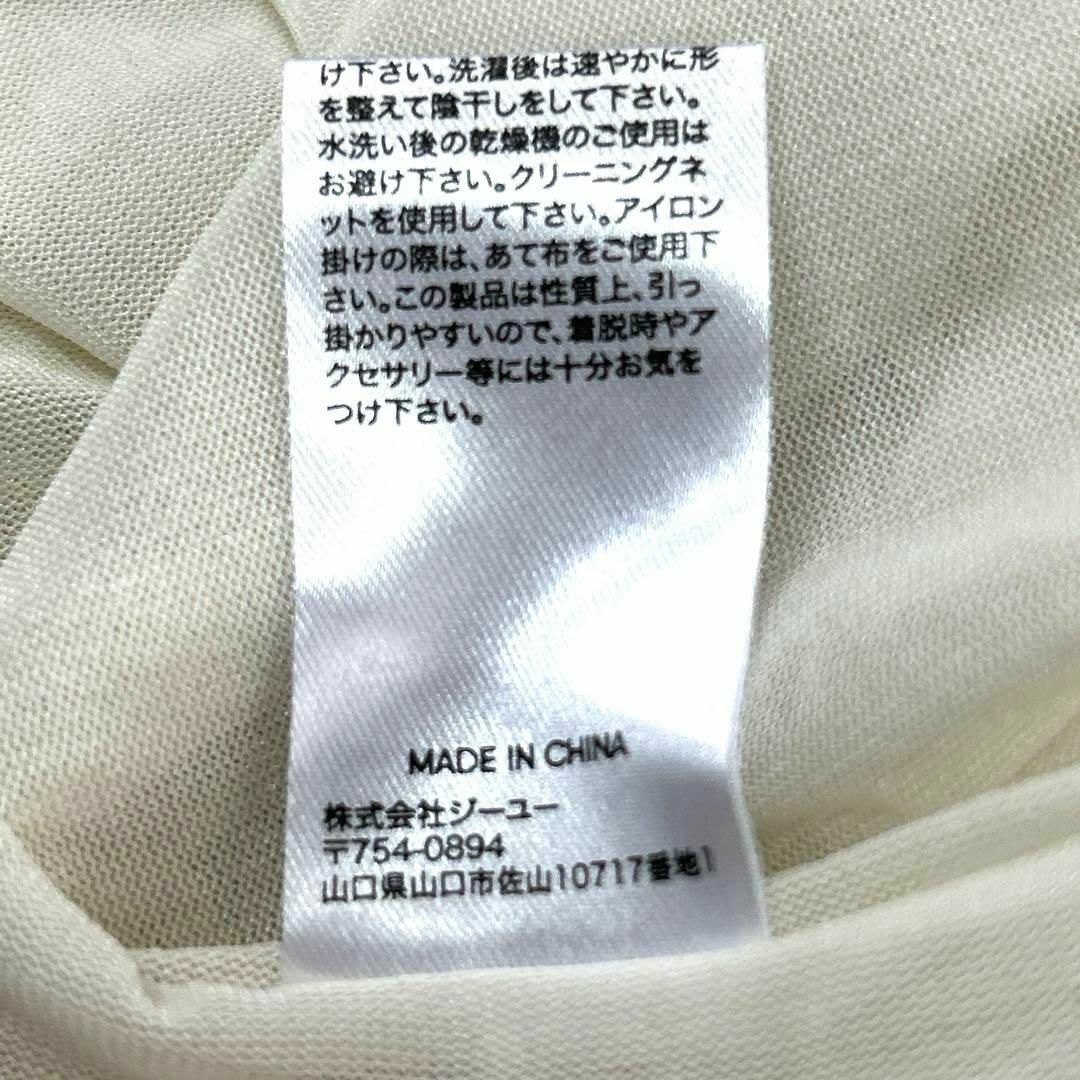 け下さい。洗濯後は速やかに形
を整えて陰干しをして下さい。
水洗い後の乾燥機のご使用は
お避け下さい。クリーニングネ
ットを使用して下さい。アイロン
掛けの際は、あて布をご使用下
さい。この製品は性質上、引っ
掛かりやすいので、着脱時やア
クセサリー等には十分お気を
つけ下さい。
MADE IN CHINA
株式会社ジーユー
〒754-0894
山口県山口市佐山10717番地1